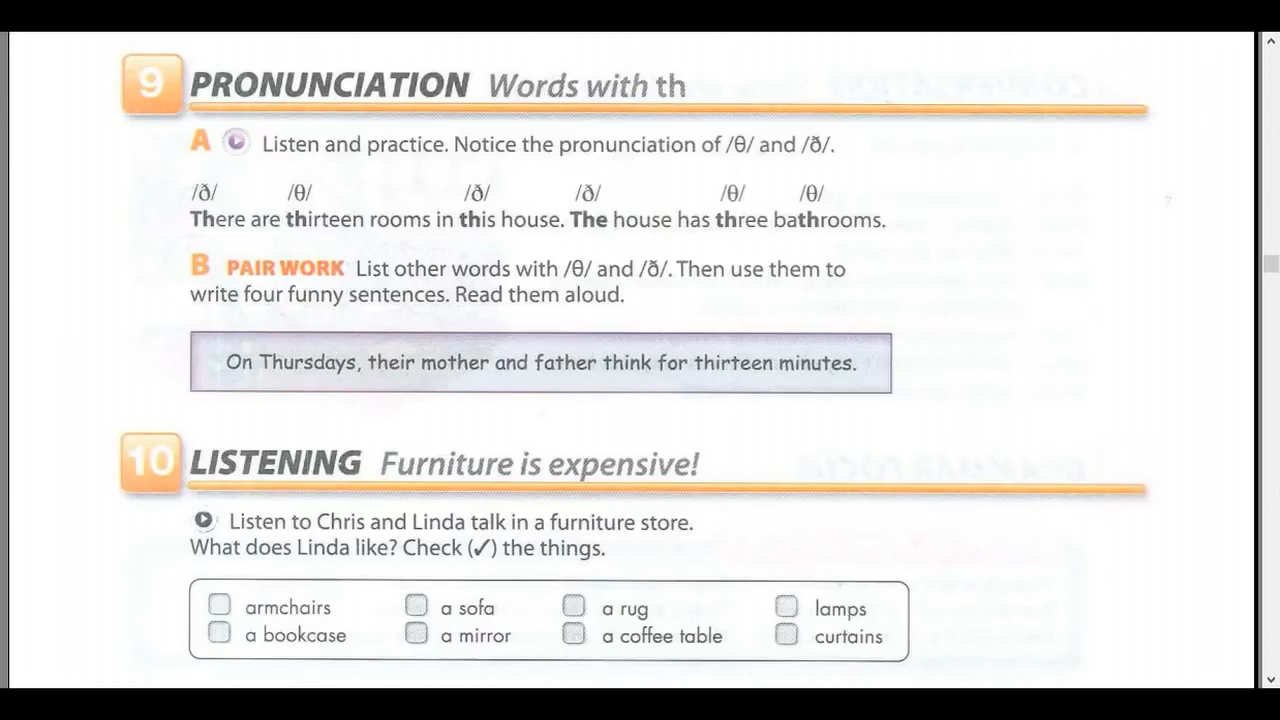 9 PRONUNCIATION Words with th
A Listen and practice. Notice the pronunciation of /θ/ and /ð/.
/ð/ /θ/ /ð/ /ð/ /θ/ /θ/
There are thirteen rooms in this house. The house has three bathrooms.
B PAIR WORK List other words with /θ/ and /ð/. Then use them to
write four funny sentences. Read them aloud.
On Thursdays, their mother and father think for thirteen minutes.
10 LISTENING Furniture is expensive!
Listen to Chris and Linda talk in a furniture store.
What does Linda like? Check (✓) the things.
armchairs a sofa a rug lamps
a bookcase a mirror a coffee table curtains